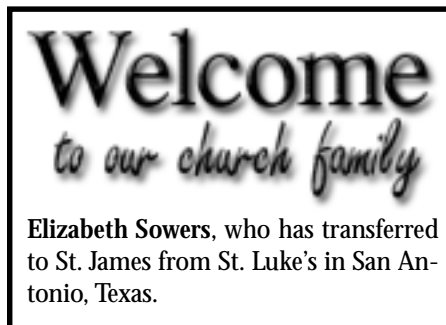 Welcome
to our church family
Elizabeth Sowers, who has transferred
to St. James from St. Luke's in San An-
tonio, Texas.